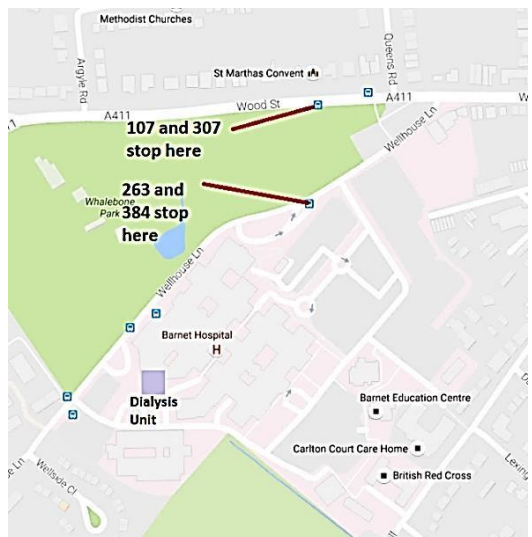 Methodist Churches
Argyle Rd
St Marthas Convent
Queens Rd
Wood St
A411
A411
11
W
107 and 307
stop here
Wellhouse Ln
263 and
384 stop
here
Whalebone
Park
Wellhouse Ln
Barnet Hospital
H
Dialysis
Unit
Barnet Education Centre
Carlton Court Care Home
British Red Cross
Wellside Cl